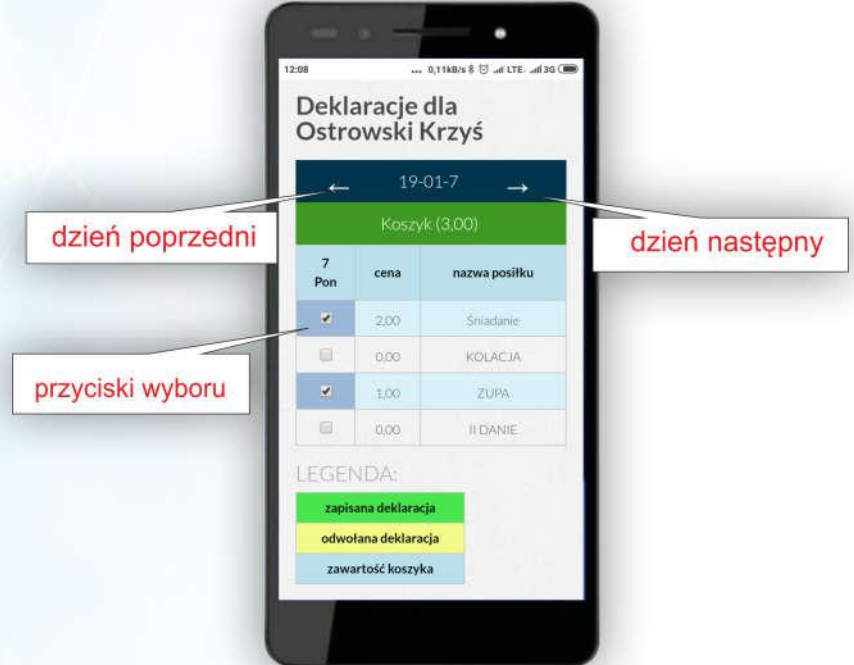 12:08 ... 0,11kB/s LTE 3G
Deklaracje dla
Ostrowski Krzyś
← 19-01-7 →
dzień poprzedni
Koszyk (3,00)
dzień następny
7
Pon cena nazwa posiłku
2,00 Śniadanie
0,00 KOLACJA
przyciski wyboru
1,00 ZUPA
0,00 II DANIE
LEGENDA:
zapisana deklaracja
odwołana deklaracja
zawartość koszyka